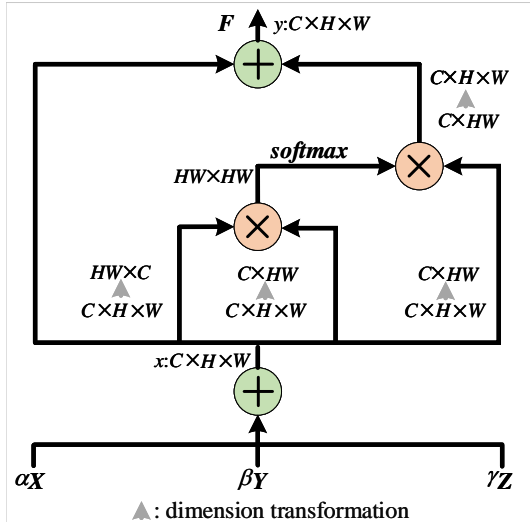 F y:C×H×W
C×H×W
C×HW
softmax
HW×HW
HW×C C×HW C×HW
C×H×W C×H×W C×H×W
x:C×H×W
αX βY γZ
: dimension transformation